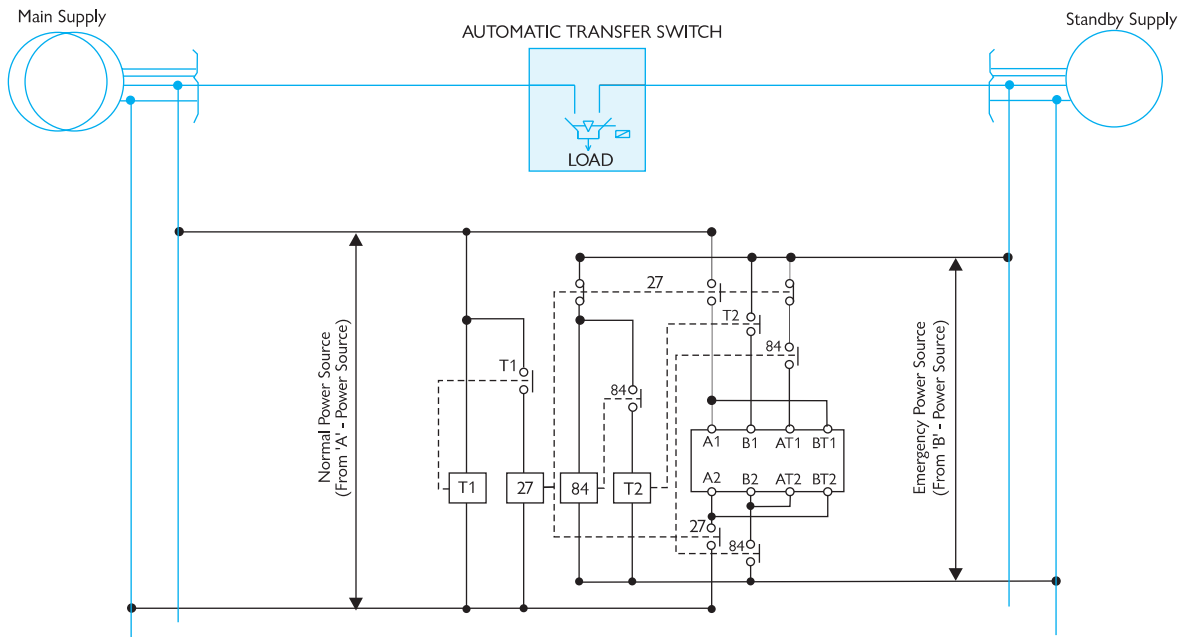 Main Supply
AUTOMATIC TRANSFER SWITCH
Standby Supply
LOAD
27
T2
84
T1
84
Normal Power Source
(From 'A' - Power Source)
Emergency Power Source
(From 'B' - Power Source)
A1 B1 AT1 BT1
A2 B2 AT2 BT2
T1 27 84 T2
27
84